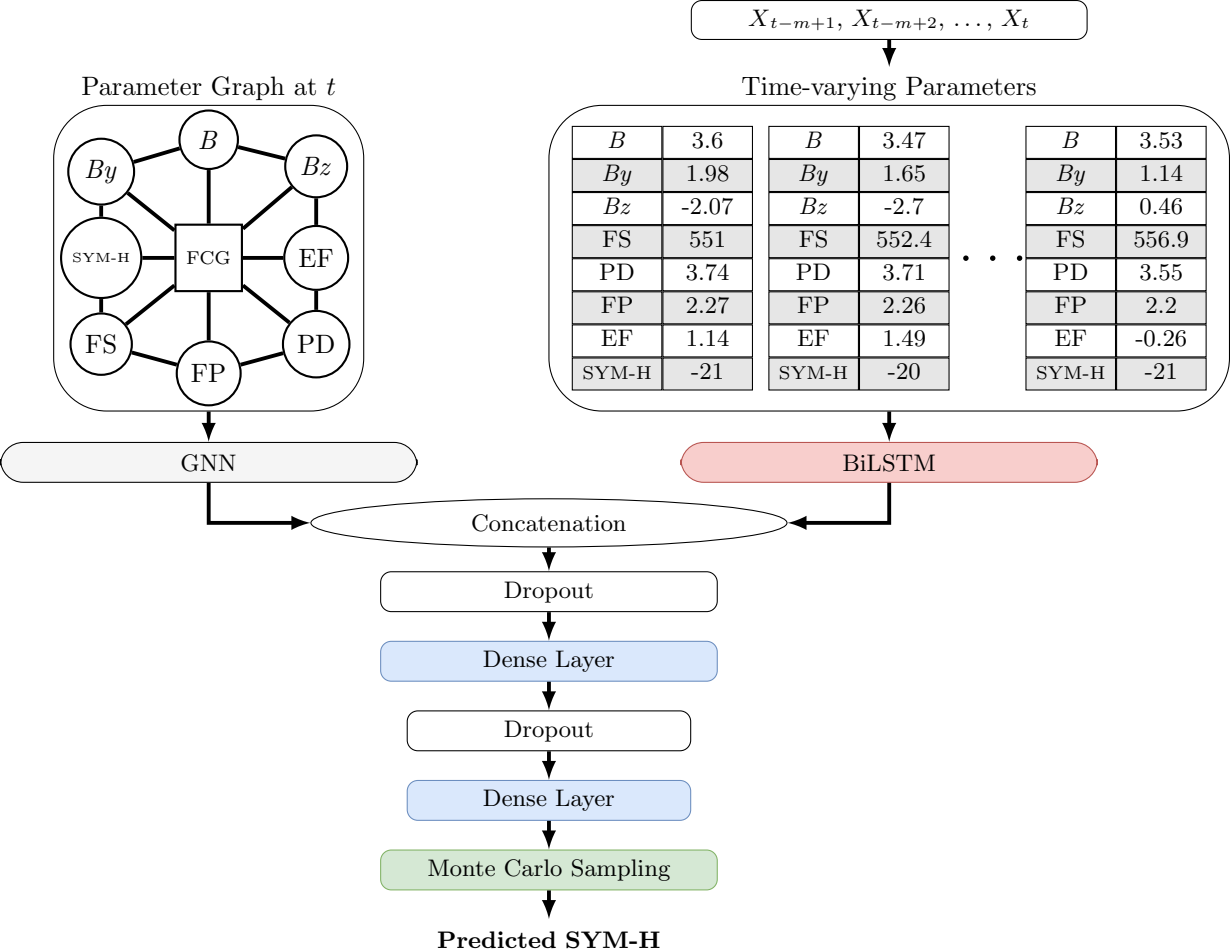 X_{t−m+1}, X_{t−m+2}, ..., X_t
Parameter Graph at t
B
By
Bz
SYM-H
FCG
EF
FS
FP
PD
Time-varying Parameters
B 3.6 B 3.47 B 3.53
By 1.98 By 1.65 By 1.14
Bz -2.07 Bz -2.7 Bz 0.46
FS 551 FS 552.4 FS 556.9
. . .
PD 3.74 PD 3.71 PD 3.55
FP 2.27 FP 2.26 FP 2.2
EF 1.14 EF 1.49 EF -0.26
SYM-H -21 SYM-H -20 SYM-H -21
GNN
BiLSTM
Concatenation
Dropout
Dense Layer
Dropout
Dense Layer
Monte Carlo Sampling
Predicted SYM-H